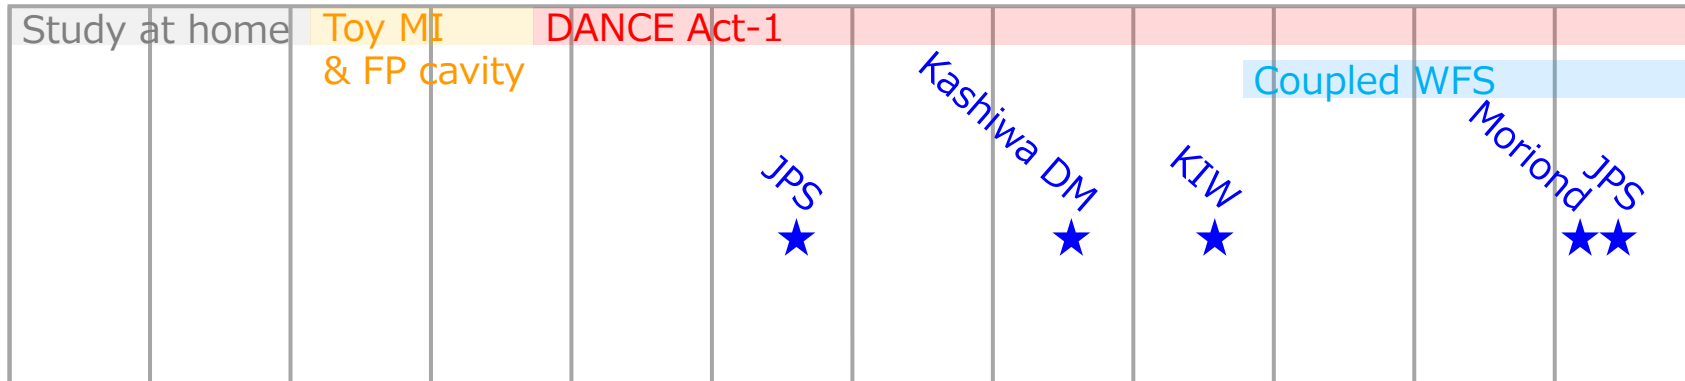 Study at home
Toy MI
& FP cavity
DANCE Act-1
Coupled WFS
JPS
Kashiwa DM
KIW
Moriond
JPS